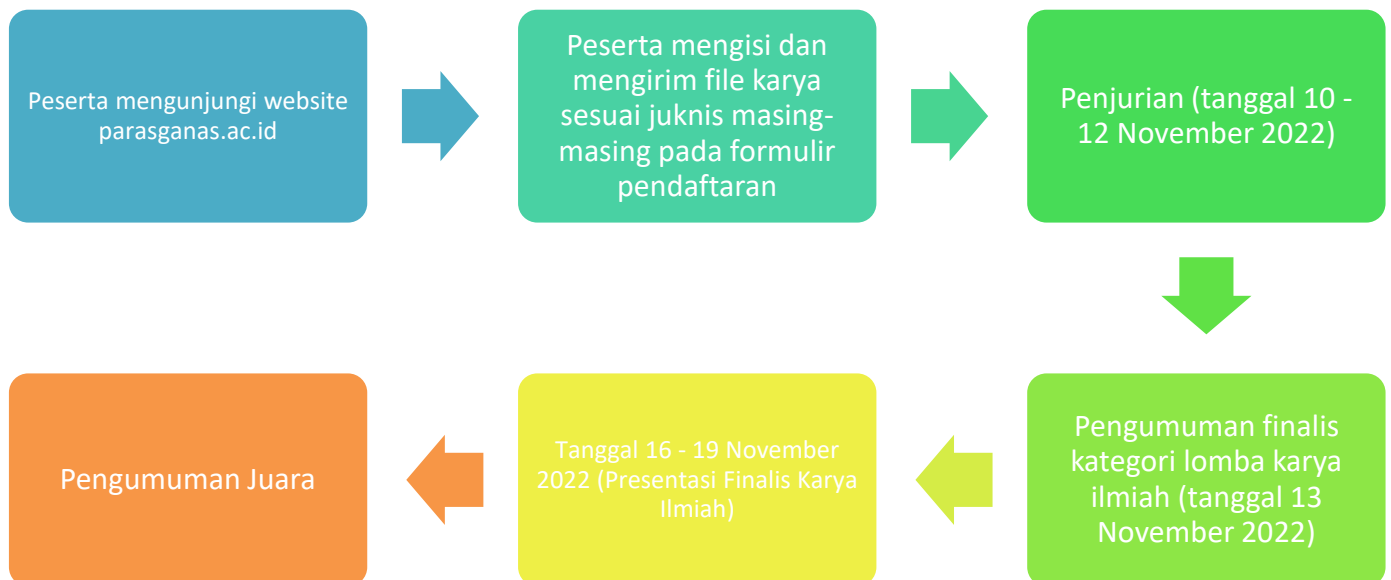 Peserta mengunjungi website
parasganas.ac.id
Peserta mengisi dan
mengirim file karya
sesuai juknis masing-
masing pada formulir
pendaftaran
Penjurian (tanggal 10 -
12 November 2022)
Pengumuman finalis
kategori lomba karya
ilmiah (tanggal 13
November 2022)
Tanggal 16 - 19 November
2022 (Presentasi Finalis Karya
Ilmiah)
Pengumuman Juara